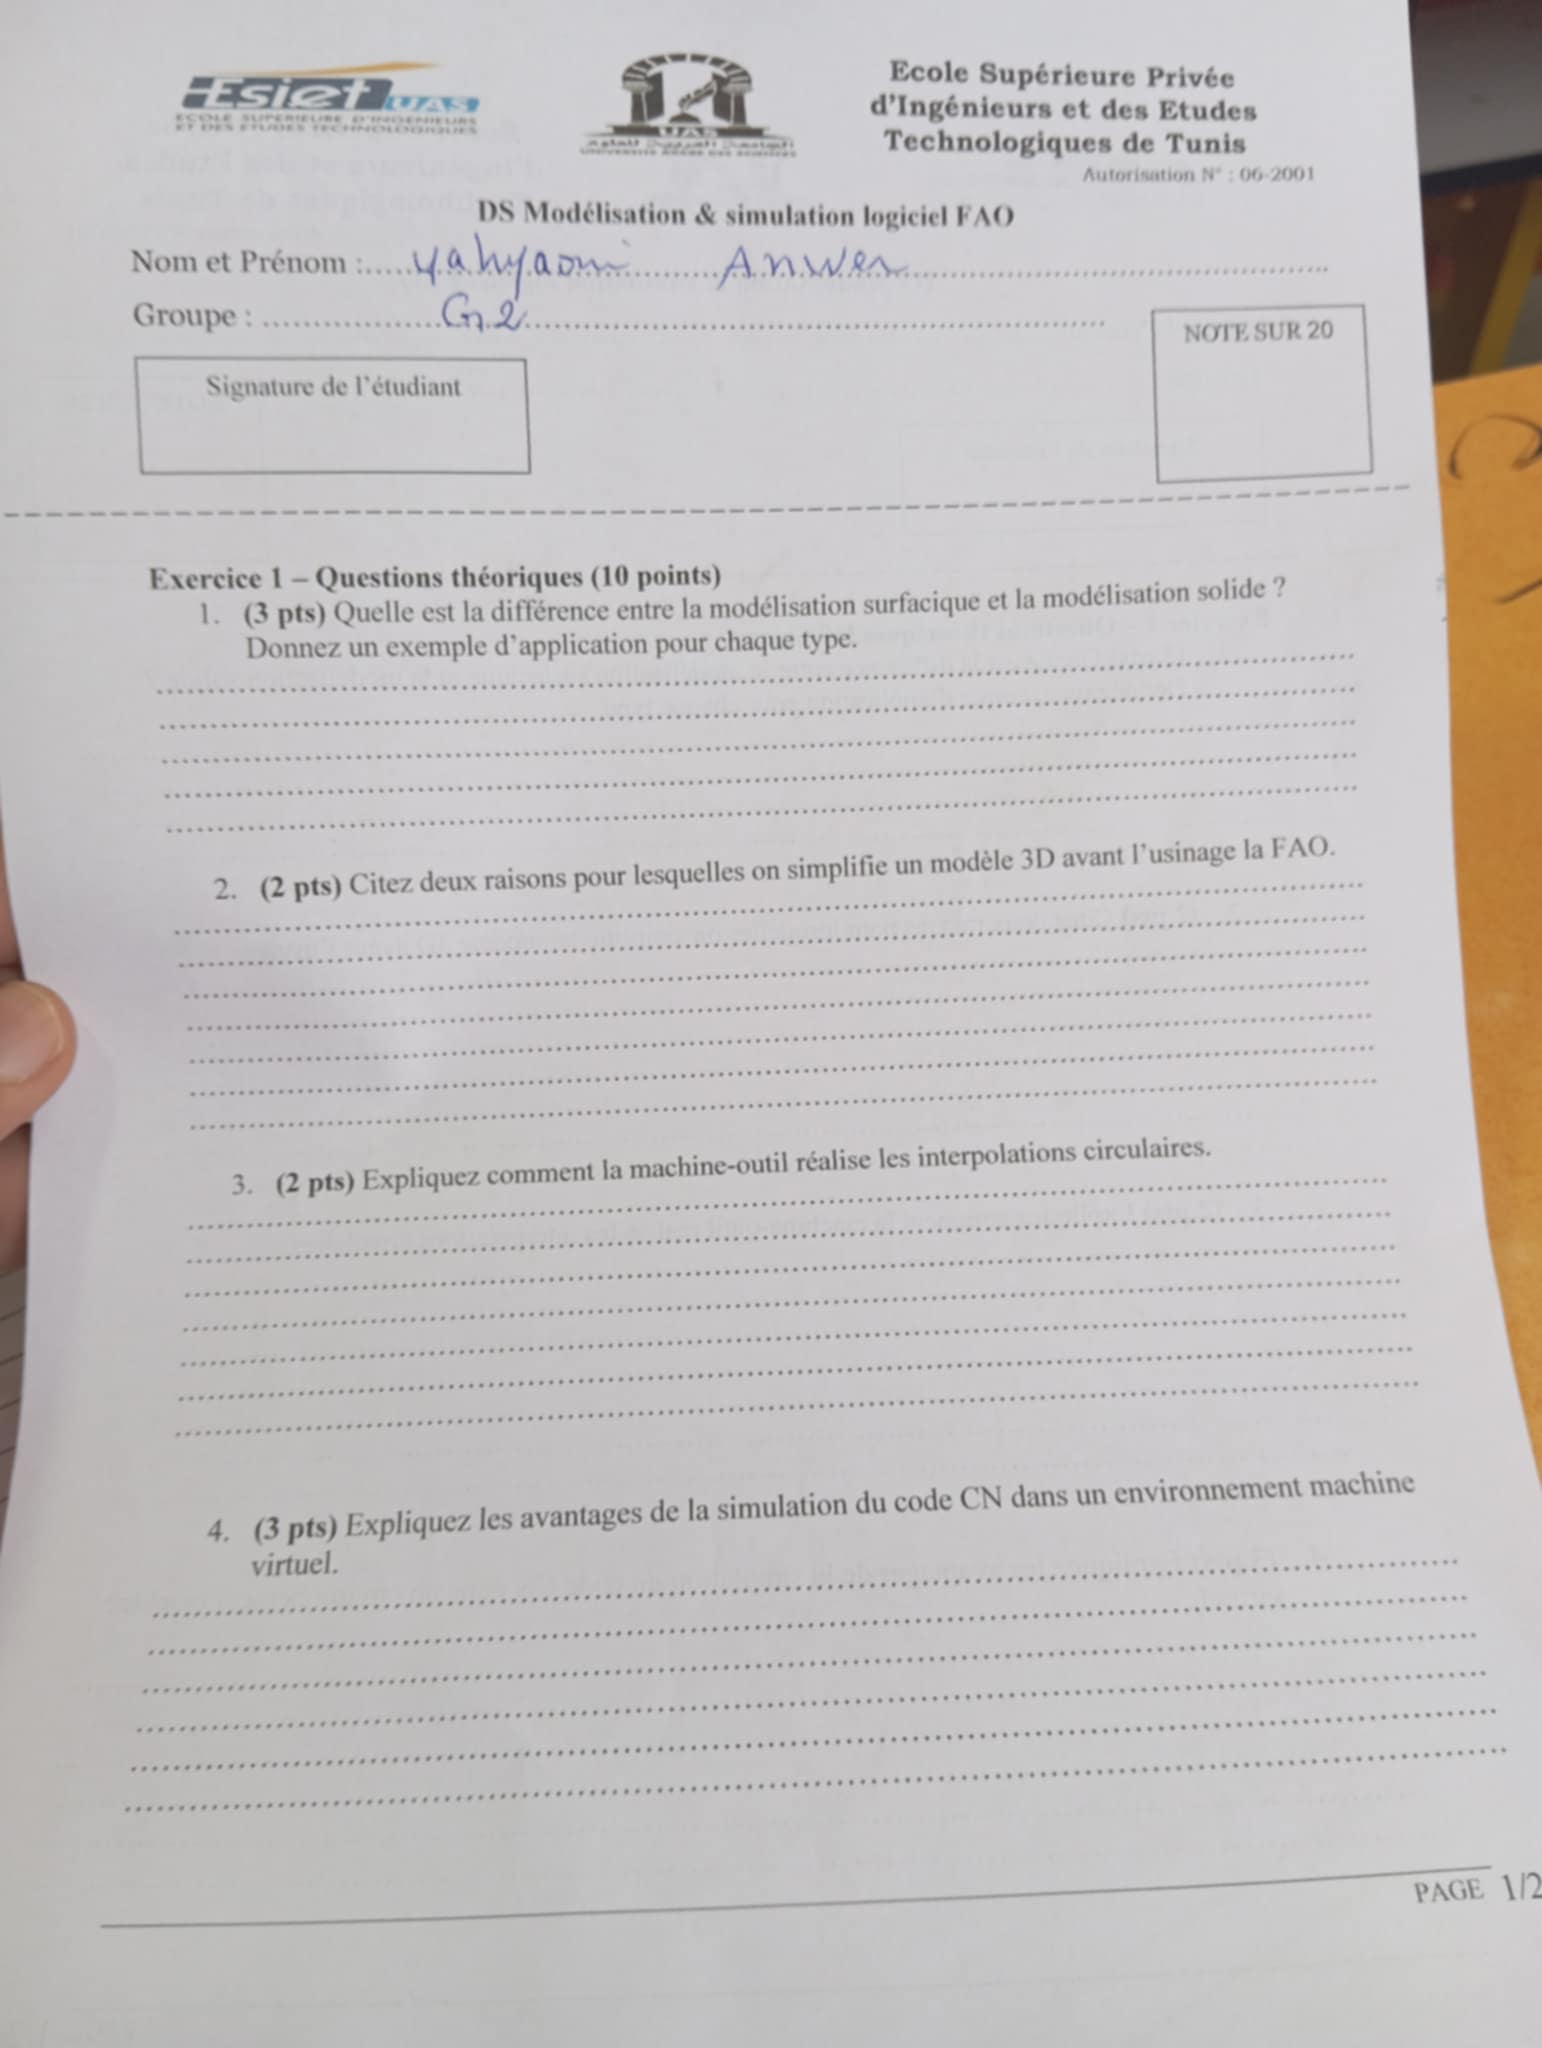 Esiet UAS
ECOLE SUPERIEURE D'INGENIEURS
ET DES ETUDES TECHNOLOGIQUES
UAS
Ecole Supérieure Privée
d'Ingénieurs et des Etudes
Technologiques de Tunis
Autorisation N° : 06-2001
DS Modélisation & simulation logiciel FAO
Nom et Prénom : yahyaoui Anwer
Groupe : G2
NOTE SUR 20
Signature de l'étudiant
Exercice 1 – Questions théoriques (10 points)
1. (3 pts) Quelle est la différence entre la modélisation surfacique et la modélisation solide ?
Donnez un exemple d'application pour chaque type.
2. (2 pts) Citez deux raisons pour lesquelles on simplifie un modèle 3D avant l'usinage la FAO.
3. (2 pts) Expliquez comment la machine-outil réalise les interpolations circulaires.
4. (3 pts) Expliquez les avantages de la simulation du code CN dans un environnement machine
virtuel.
PAGE 1/2